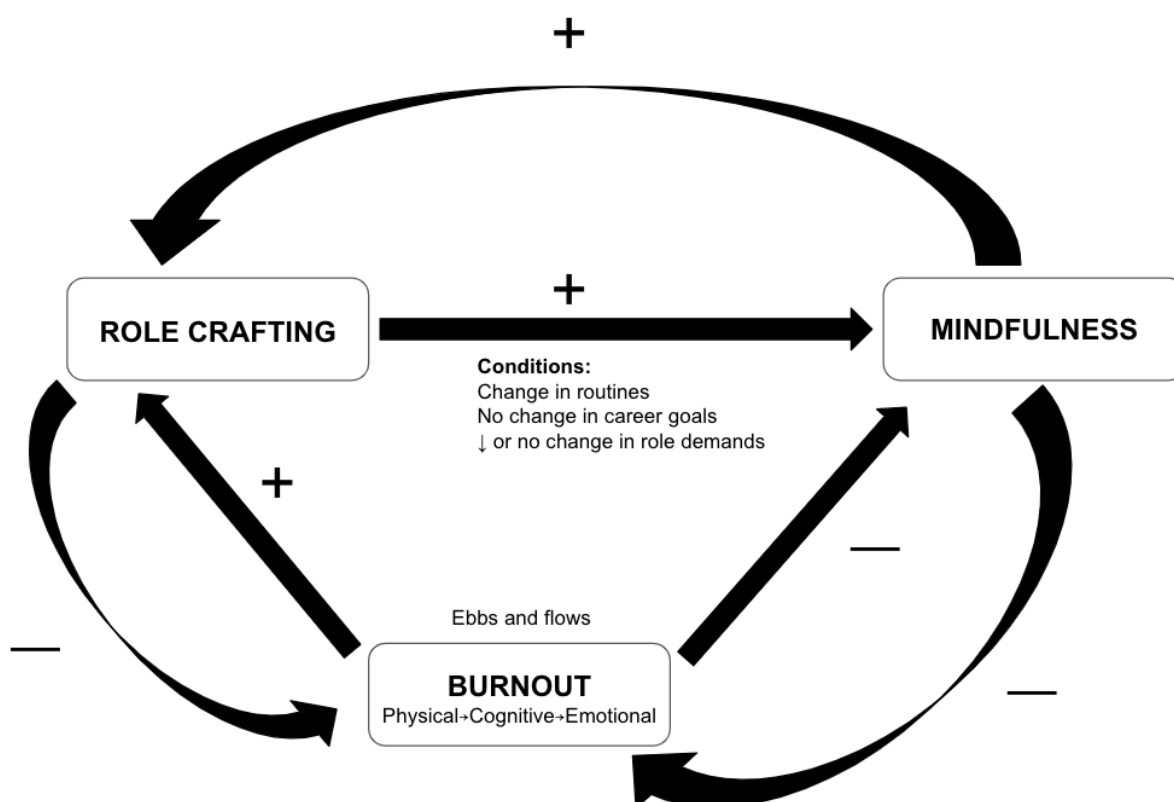 +
ROLE CRAFTING
+
MINDFULNESS
Conditions:
Change in routines
No change in career goals
↓ or no change in role demands
+
—
Ebbs and flows
—
BURNOUT
Physical→Cognitive→Emotional
—